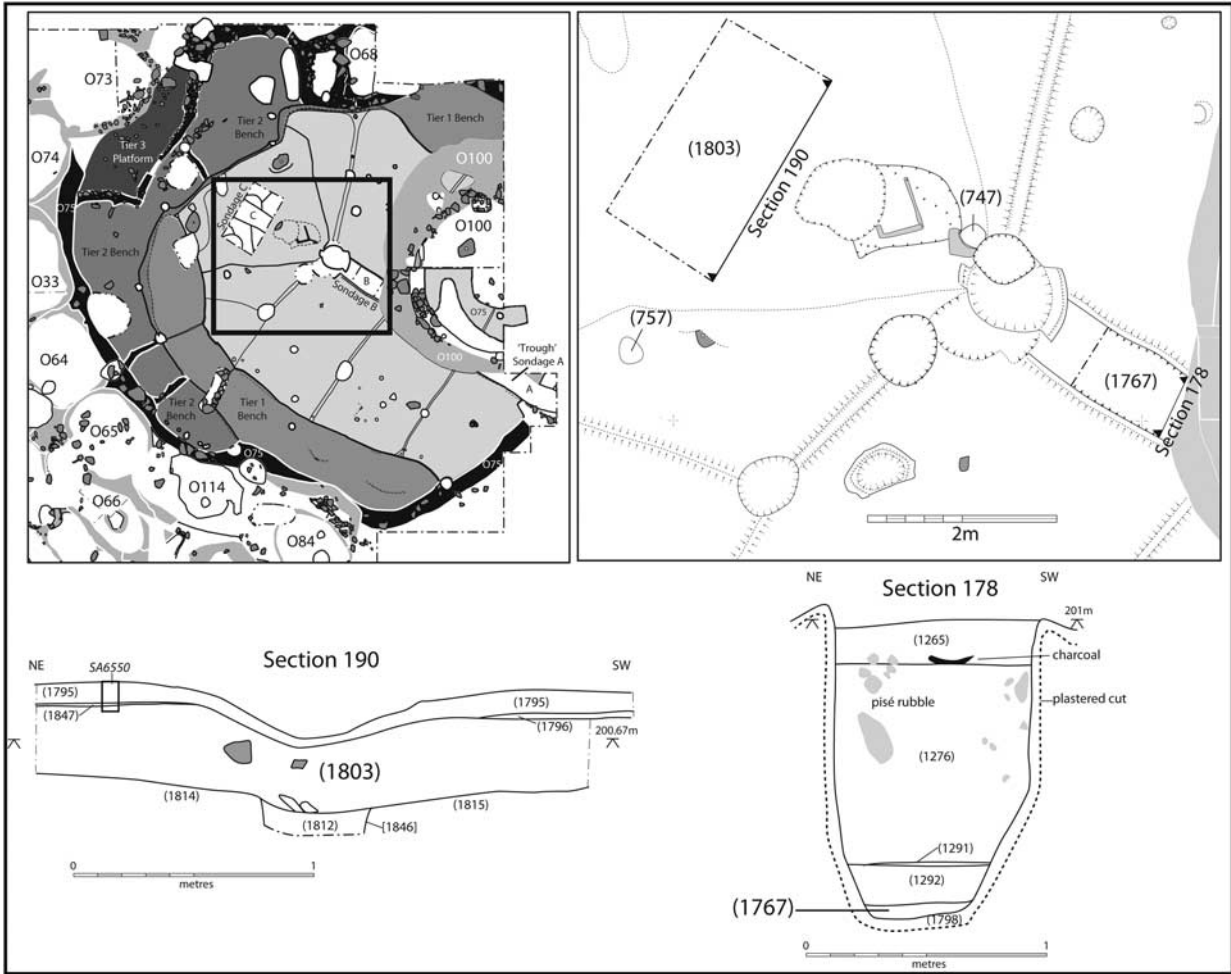 O73
O68
Tier 2
Bench
Tier 1 Bench
Tier 3
Platform
O74
O100
O75
Sondage C
C
O100
Tier 2 Bench
O33
B
Sondage B
O75
O100
'Trough'
Sondage A
A
O64
Tier 2
Bench
Tier 1
Bench
O65
O75
O75
O114
O66
O84
(1803)
Section 190
(747)
(757)
(1767)
Section 178
2m
NE
Section 178
SW
201m
(1265)
charcoal
pisé rubble
plastered cut
(1276)
(1291)
(1292)
(1767)
(1798)
0
1
metres
NE
SA6550
Section 190
SW
(1795)
(1795)
(1847)
(1796)
200.67m
(1803)
(1814)
(1815)
(1812)
[1846]
0
1
metres